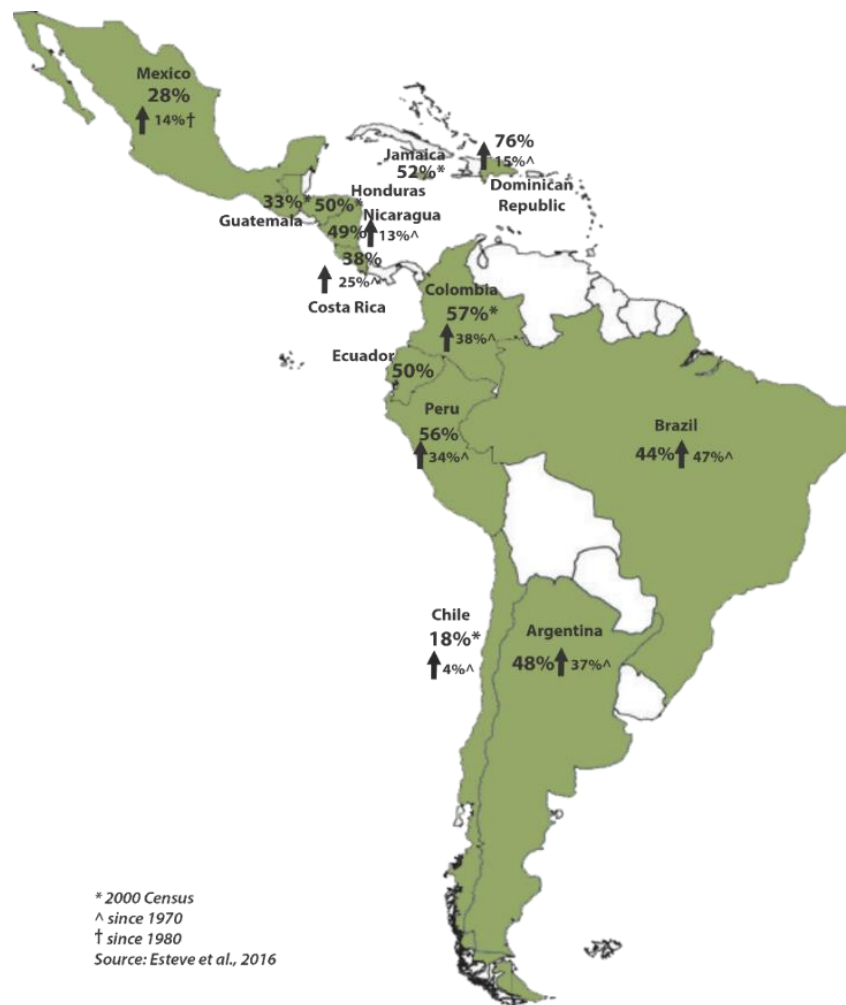 Mexico
28%
14%†
76%
15%^
Dominican
Republic
Jamaica
52%*
Honduras
50%*
33%*
Guatemala
Nicaragua
49%
13%^
38%
25%^
Costa Rica
Colombia
57%*
38%^
Ecuador
50%
Peru
56%
34%^
Brazil
44% 47%^
Chile
18%*
4%^
Argentina
48% 37%^
* 2000 Census
^ since 1970
† since 1980
Source: Esteve et al., 2016